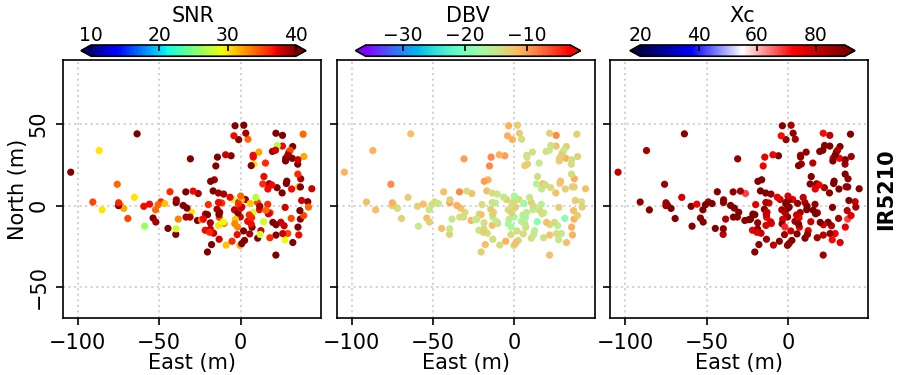 SNR DBV Xc
10 20 30 40 −30 −20 −10 20 40 60 80
50
0
−50
North (m)
IR5210
−100 −50 0 −100 −50 0 −100 −50 0
East (m) East (m) East (m)